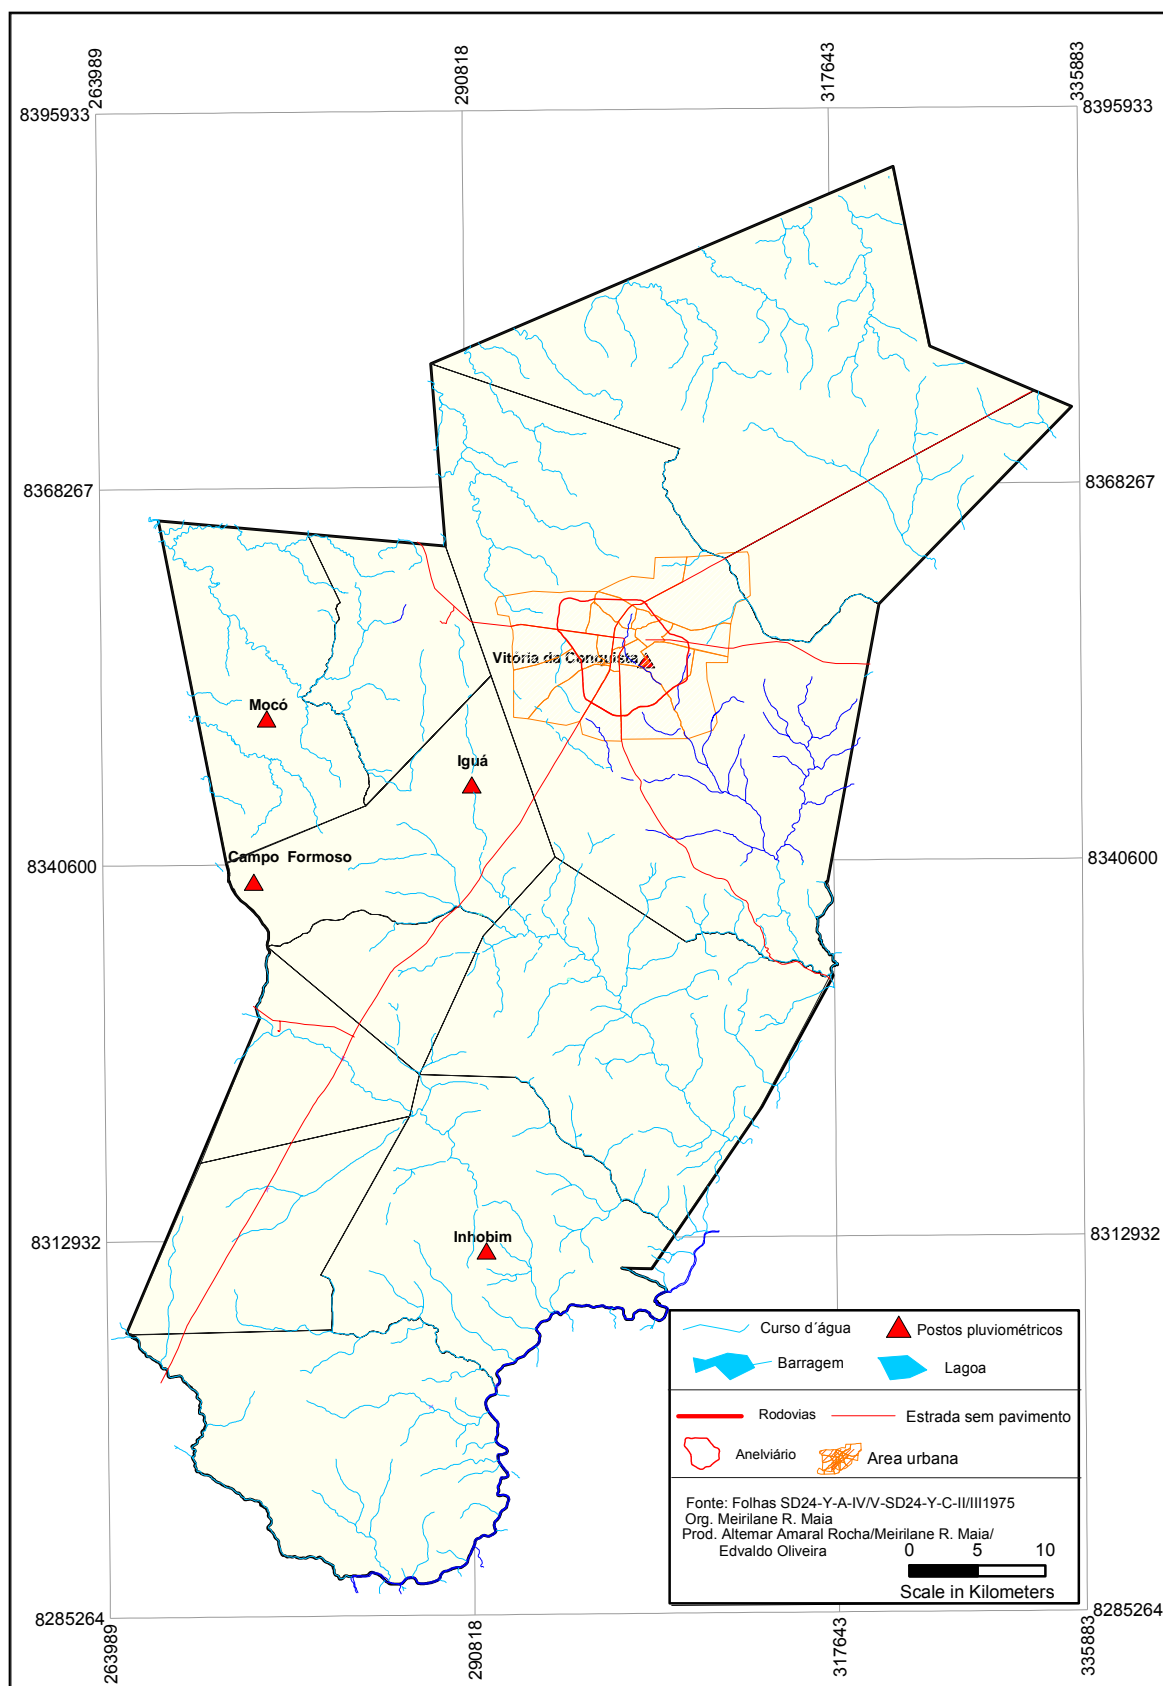 263989
290818
317643
335883
8395933
8395933
8368267
8368267
Vitória da Conquista
Mocó
Iguá
Campo Formoso
8340600
8340600
Inhobim
8312932
8312932
Curso d´água
Postos pluviométricos
Barragem
Lagoa
Rodovias
Estrada sem pavimento
Anelviário
Area urbana
Fonte: Folhas SD24-Y-A-IV/V-SD24-Y-C-II/III1975
Org. Meirilane R. Maia
Prod. Altemar Amaral Rocha/Meirilane R. Maia/
Edvaldo Oliveira
0 5 10
Scale in Kilometers
8285264
8285264
263989
290818
317643
335883